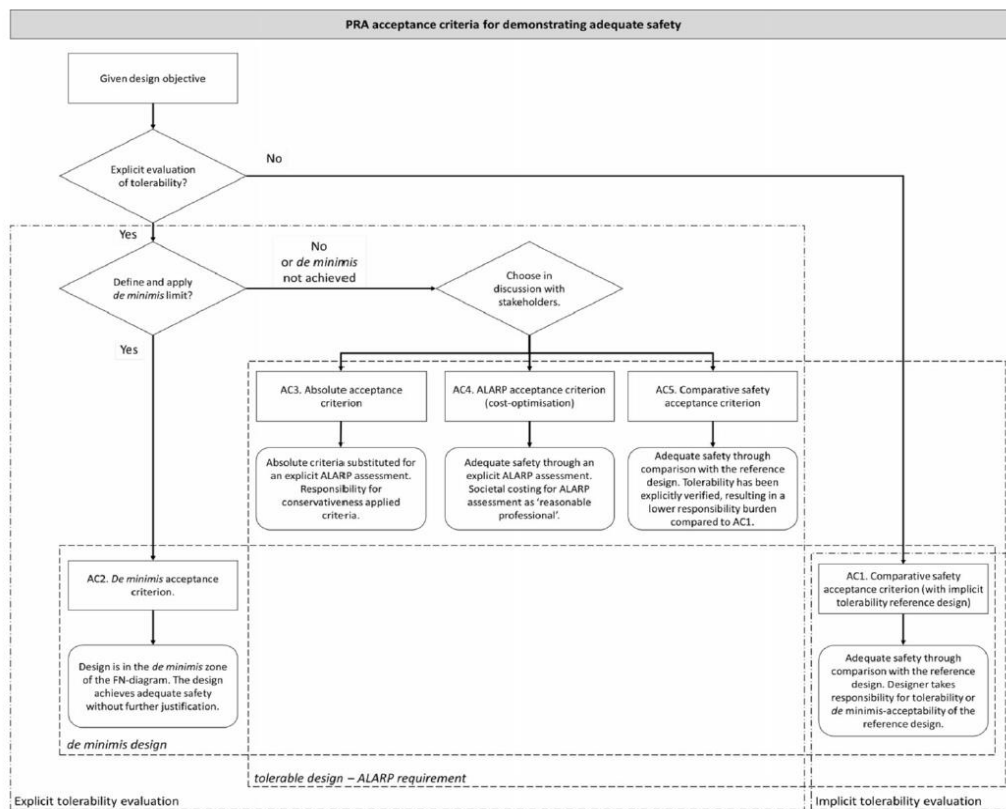 PRA acceptance criteria for demonstrating adequate safety
Given design objective
Explicit evaluation
of tolerability?
No
Yes
Define and apply
de minimis limit?
No
or de minimis
not achieved
Choose in
discussion with
stakeholders.
Yes
AC3. Absolute acceptance
criterion
AC4. ALARP acceptance criterion
(cost-optimisation)
AC5. Comparative safety
acceptance criterion
Absolute criteria substituted for
an explicit ALARP assessment.
Responsibility for
conservativeness applied
criteria.
Adequate safety through an
explicit ALARP assessment.
Societal costing for ALARP
assessment as ‘reasonable
professional’.
Adequate safety through
comparison with the reference
design. Tolerability has been
explicitly verified, resulting in a
lower responsibility burden
compared to AC1.
AC2. De minimis acceptance
criterion.
AC1. Comparative safety
acceptance criterion (with implicit
tolerability reference design)
Design is in the de minimis zone
of the FN-diagram. The design
achieves adequate safety
without further justification.
Adequate safety through
comparison with the reference
design. Designer takes
responsibility for tolerability or
de minimis-acceptability of the
reference design.
de minimis design
tolerable design – ALARP requirement
Explicit tolerability evaluation
Implicit tolerability evaluation